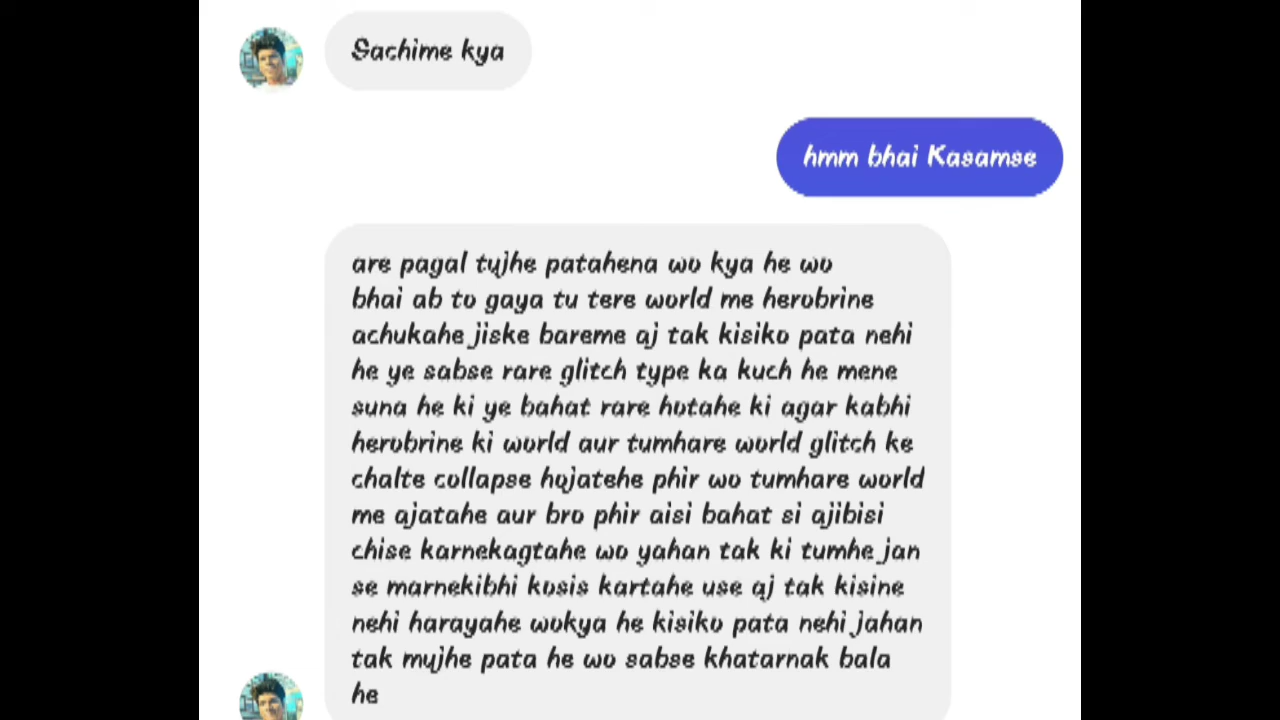 Sachime kya
hmm bhai Kasamse
are pagal tujhe patahena wo kya he wo
bhai ab to gaya tu tere world me herobrine
achukahe jiske bareme aj tak kisiko pata nehi
he ye sabse rare glitch type ka kuch he mene
suna he ki ye bahat rare hotahe ki agar kabhi
herobrine ki world aur tumhare world glitch ke
chalte collapse hojatehe phir wo tumhare world
me ajatahe aur bro phir aisi bahat si ajibisi
chise karnekagtahe wo yahan tak ki tumhe jan
se marnekibhi kosis kartahe use aj tak kisine
nehi harayahe wokya he kisiko pata nehi jahan
tak mujhe pata he wo sabse khatarnak bala
he